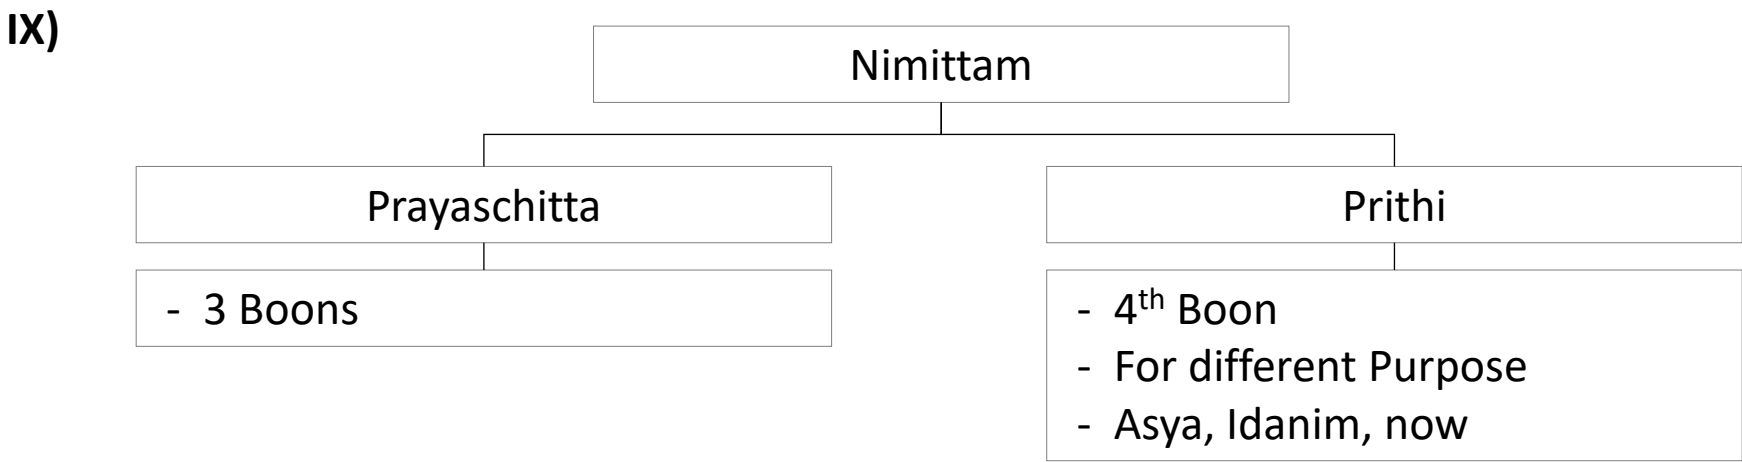 IX)
Nimittam
Prayaschitta
- 3 Boons
Prithi
- 4th Boon
- For different Purpose
- Asya, Idanim, now